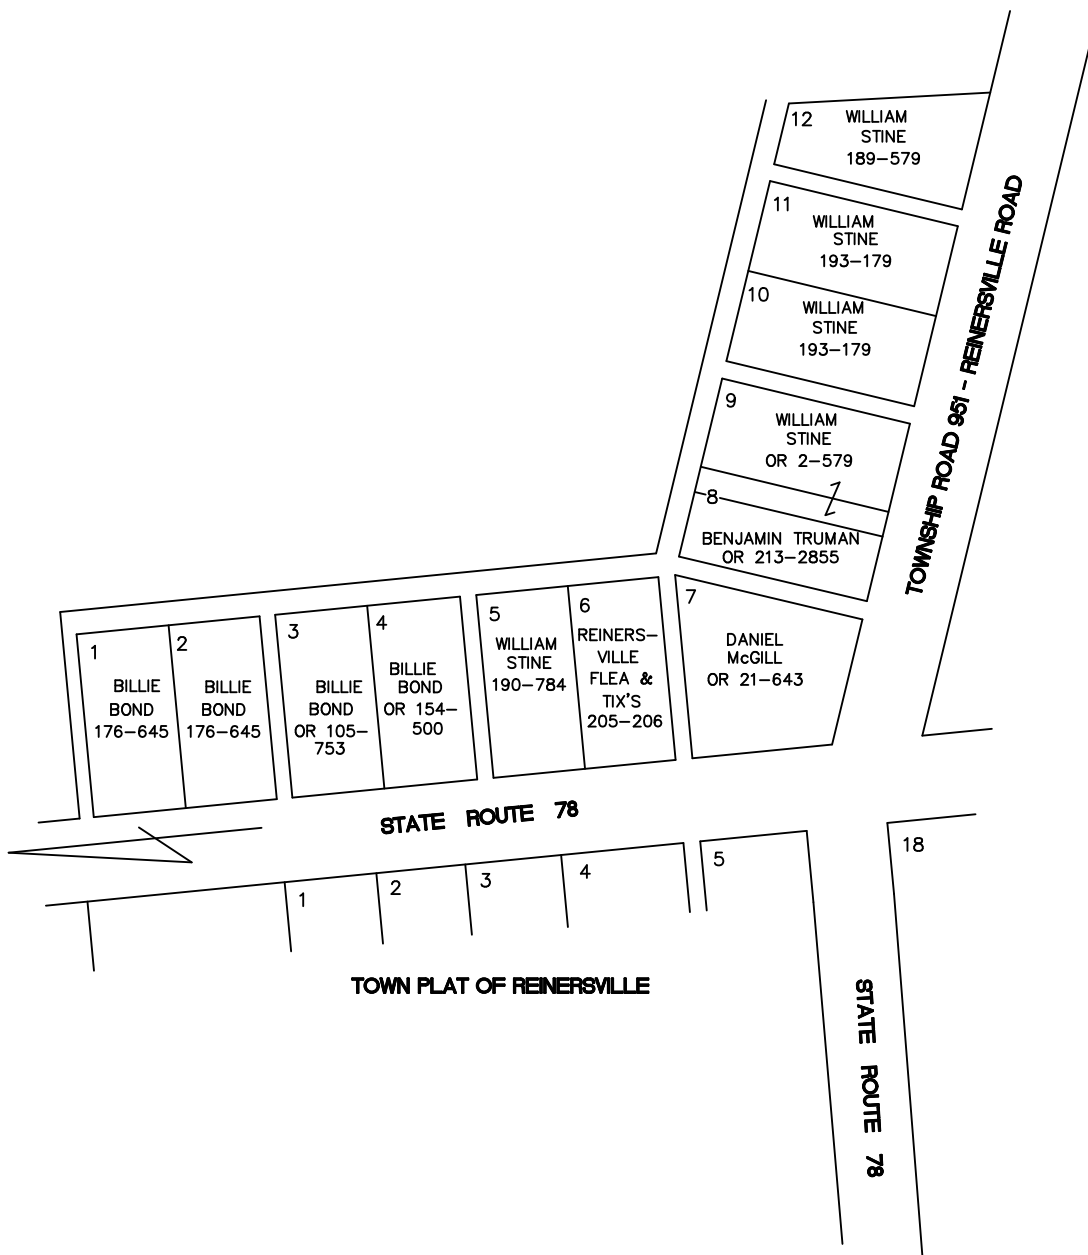 12
WILLIAM
STINE
189-579
11
WILLIAM
STINE
193-179
10
WILLIAM
STINE
193-179
9
WILLIAM
STINE
OR 2-579
8
BENJAMIN TRUMAN
OR 213-2855
TOWNSHIP ROAD 951 - REINERSVILLE ROAD
1
BILLIE
BOND
176-645
2
BILLIE
BOND
176-645
3
BILLIE
BOND
OR 105-
753
4
BILLIE
BOND
OR 154-
500
5
WILLIAM
STINE
190-784
6
REINERS-
VILLE
FLEA &
TIX'S
205-206
7
DANIEL
McGILL
OR 21-643
STATE ROUTE 78
1
2
3
4
5
18
TOWN PLAT OF REINERSVILLE
STATE ROUTE 78